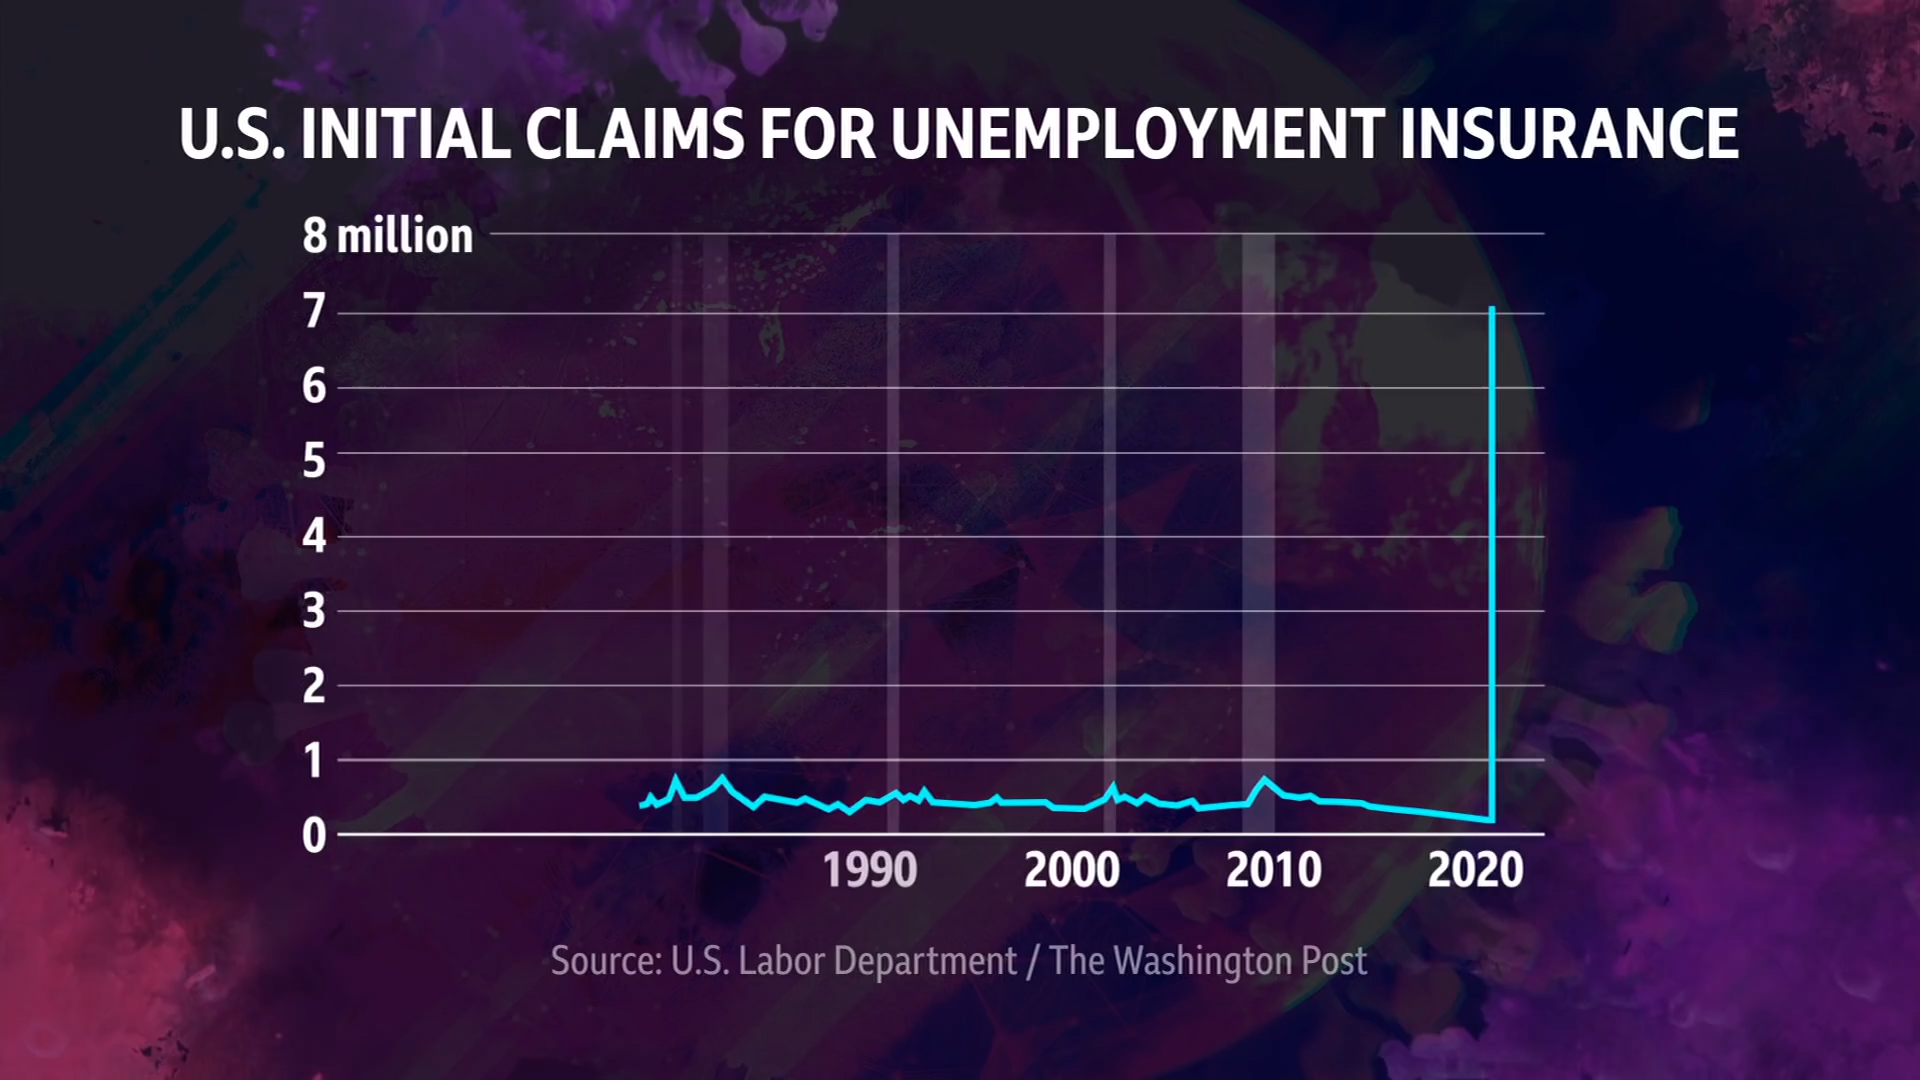 U.S. INITIAL CLAIMS FOR UNEMPLOYMENT INSURANCE
8 million
7
6
5
4
3
2
1
0
1990 2000 2010 2020
Source: U.S. Labor Department / The Washington Post